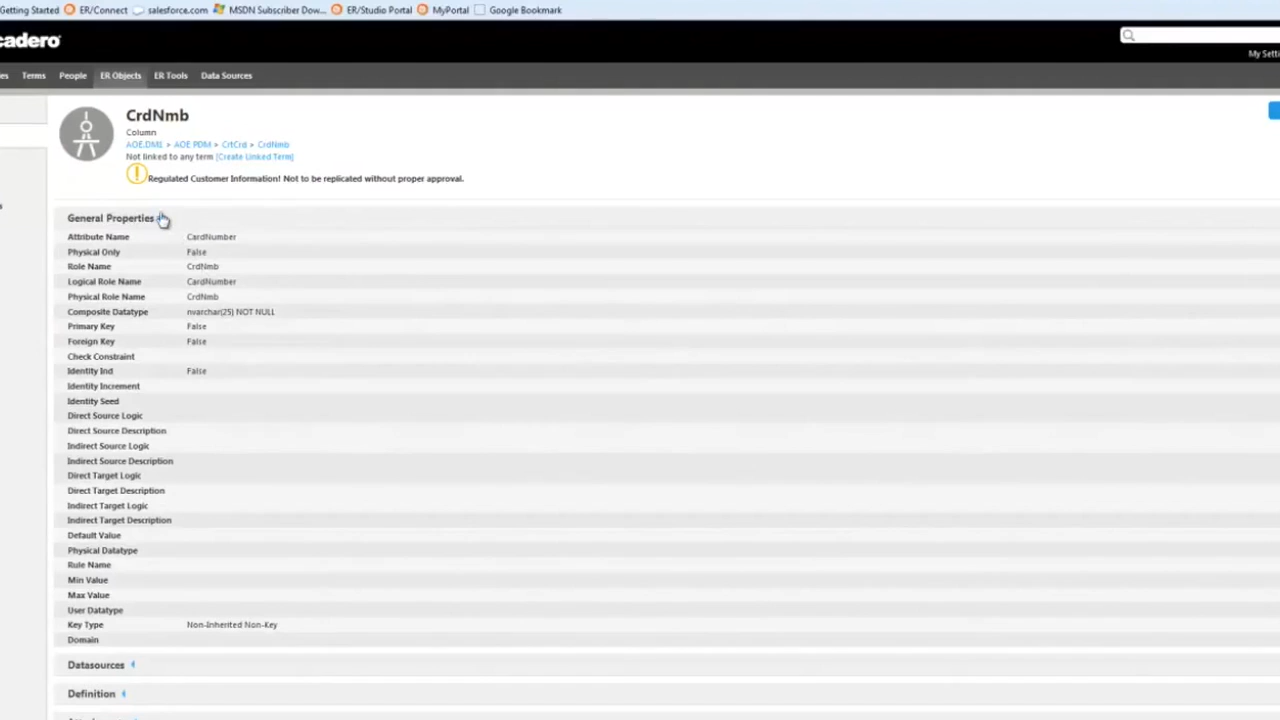 Getting Started ER/Connect salesforce.com MSDN Subscriber Dow... ER/Studio Portal MyPortal Google Bookmark
cadero
My Setti
es Terms People ER Objects ER Tools Data Sources
CrdNmb
Column
AOE.DM1 > AOE PDM > CrtCrd > CrdNmb
Not linked to any term [Create Linked Term]
Regulated Customer Information! Not to be replicated without proper approval.
General Properties
Attribute Name CardNumber
Physical Only False
Role Name CrdNmb
Logical Role Name CardNumber
Physical Role Name CrdNmb
Composite Datatype nvarchar(25) NOT NULL
Primary Key False
Foreign Key False
Check Constraint
Identity Ind False
Identity Increment
Identity Seed
Direct Source Logic
Direct Source Description
Indirect Source Logic
Indirect Source Description
Direct Target Logic
Direct Target Description
Indirect Target Logic
Indirect Target Description
Default Value
Physical Datatype
Rule Name
Min Value
Max Value
User Datatype
Key Type Non-Inherited Non-Key
Domain
Datasources
Definition